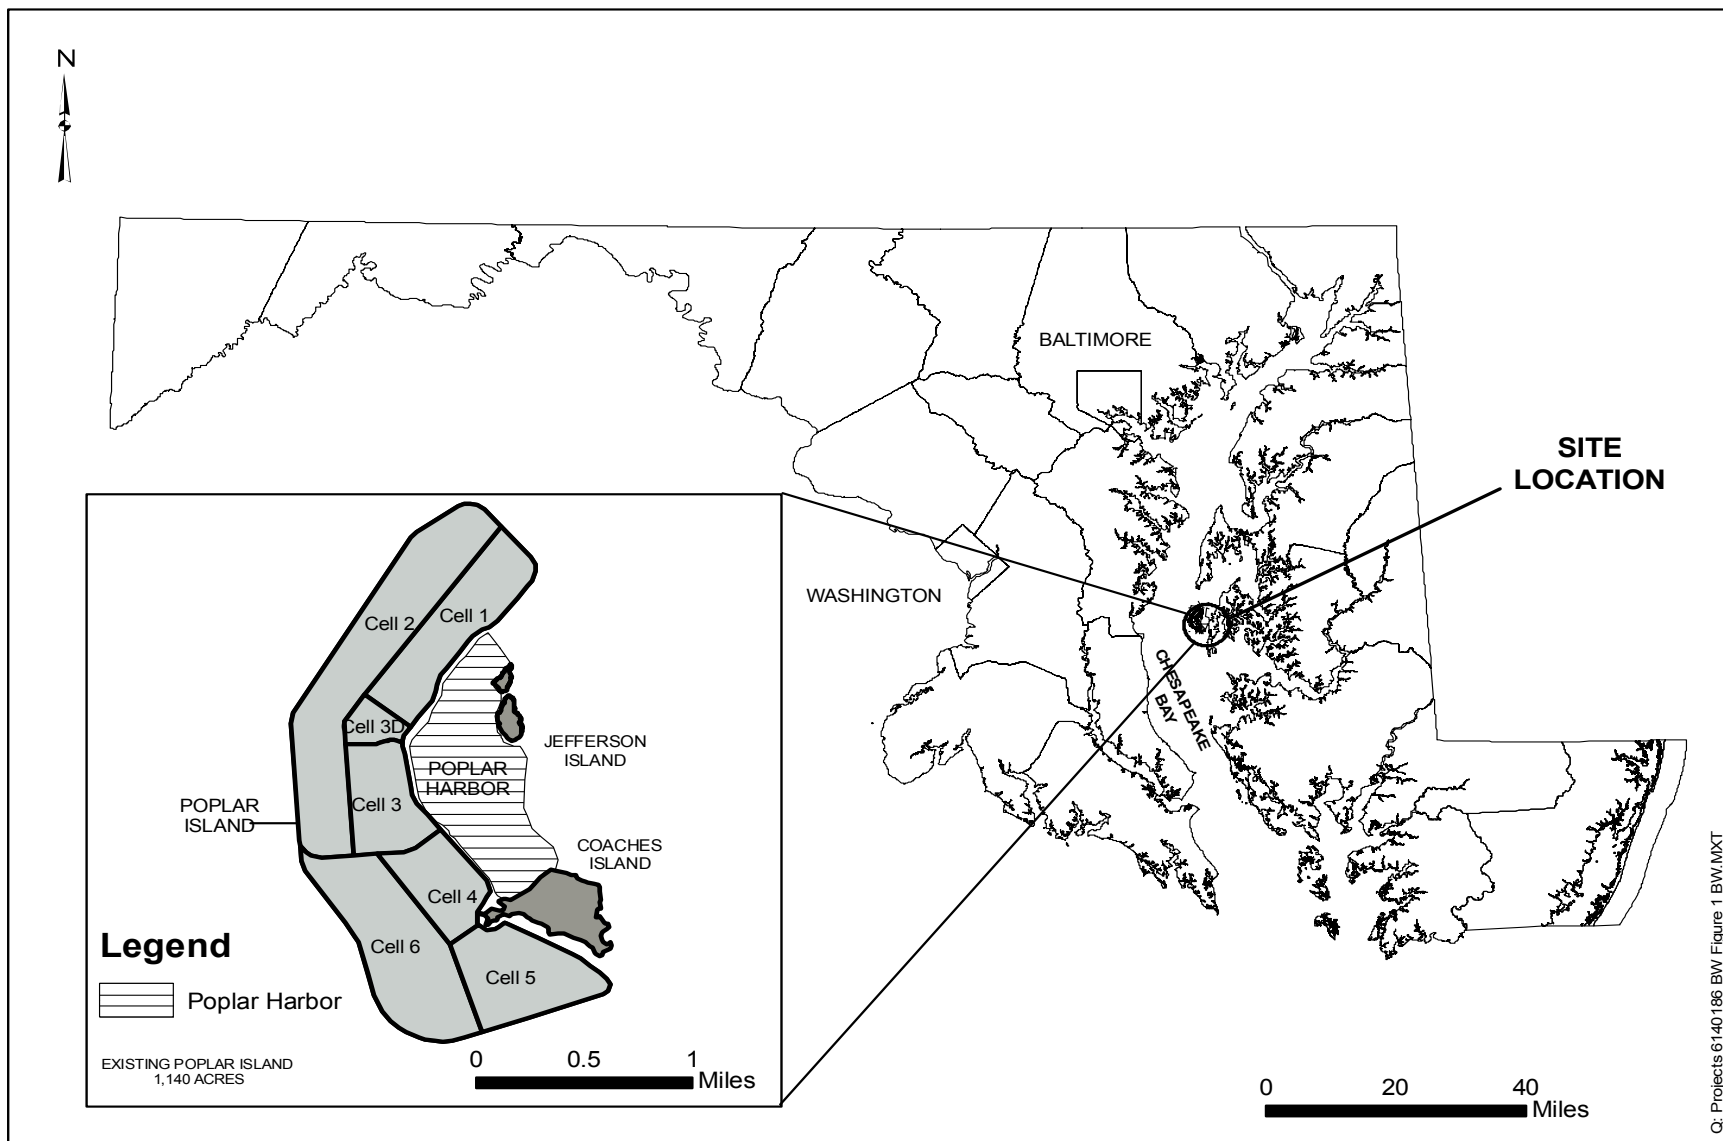 N
BALTIMORE
SITE
LOCATION
WASHINGTON
CHESAPEAKE
BAY
Cell 2
Cell 1
Cell 3D
JEFFERSON
ISLAND
POPLAR
HARBOR
POPLAR
ISLAND
Cell 3
COACHES
ISLAND
Cell 4
Cell 6
Cell 5
Legend
Poplar Harbor
EXISTING POPLAR ISLAND
1,140 ACRES
0 0.5 1
Miles
0 20 40
Miles
Q: Projects 6140186 BW Figure 1 BW.MXT